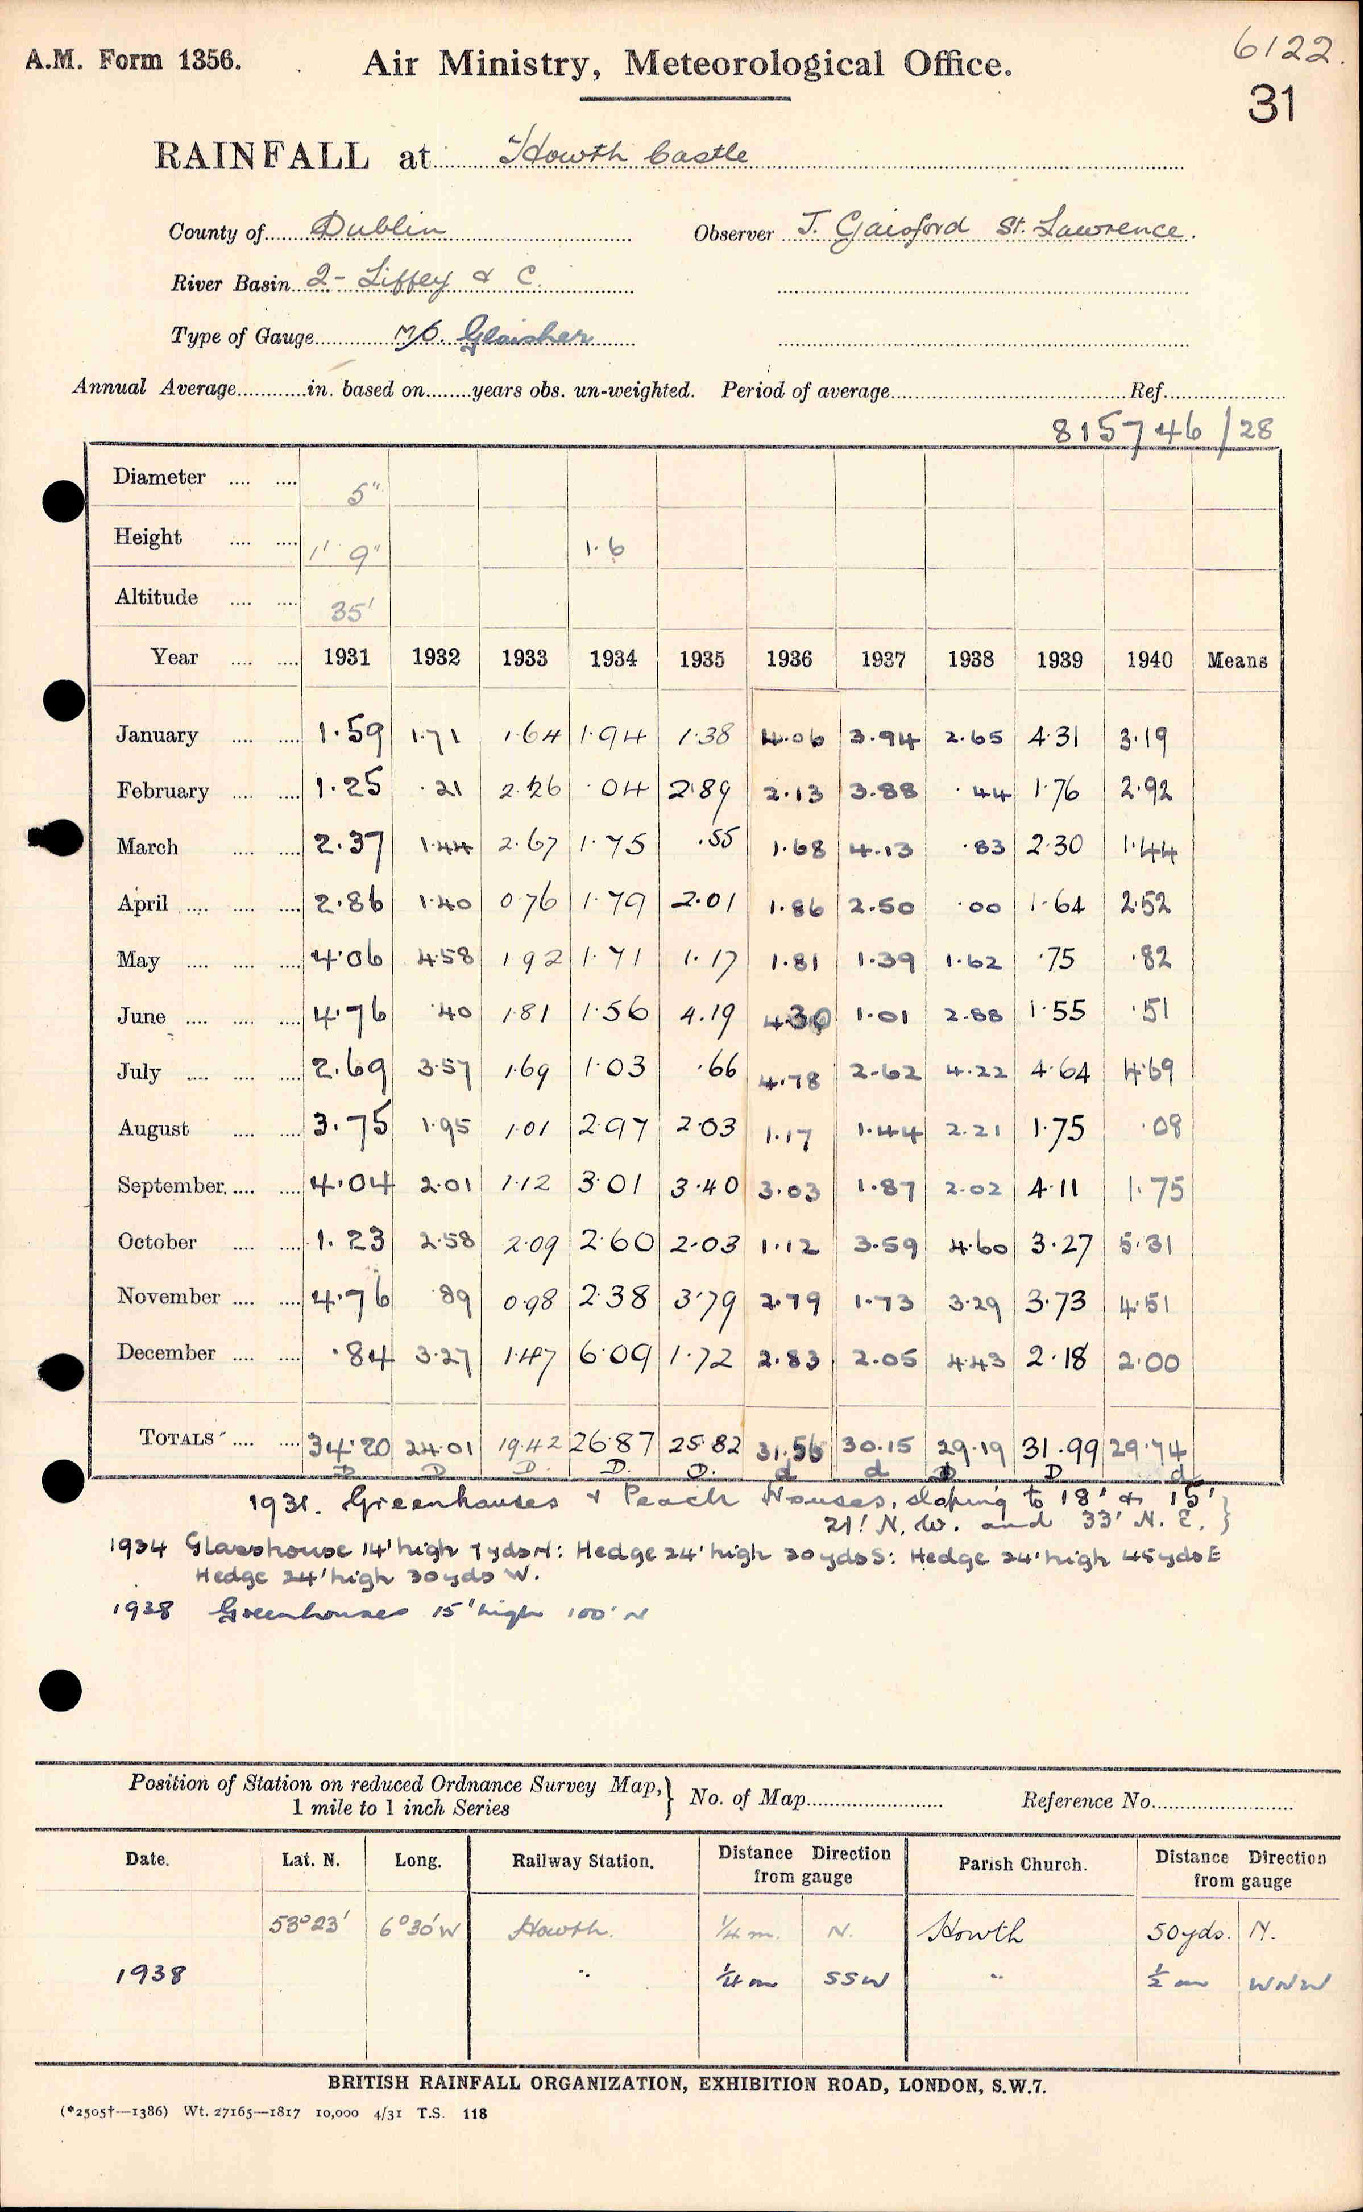 A.M. Form 1356.
Air Ministry, Meteorological Office.
6122.
31
RAINFALL at Howth Castle
County of Dublin Observer J. Gaisford St. Lawrence.
River Basin 2- Liffey & C.
Type of Gauge M/O. Glaisher
Annual Average in. based on years obs. un-weighted. Period of average Ref.
815746/28
Diameter 5"
Height 1' 9" 1.6
Altitude 35'
Year 1931 1932 1933 1934 1935 1936 1937 1938 1939 1940 Means
January 1.59 1.71 1.64 1.94 1.38 4.06 3.94 2.65 4.31 3.19
February 1.25 .21 2.26 .04 2.89 2.13 3.88 .44 1.76 2.92
March 2.37 1.44 2.67 1.75 .55 1.68 4.13 .83 2.30 1.44
April 2.86 1.40 0.76 1.79 2.01 1.86 2.50 .00 1.64 2.52
May 4.06 4.58 1.92 1.71 1.17 1.81 1.39 1.62 .75 .82
June 4.76 .40 1.81 1.56 4.19 4.30 1.01 2.88 1.55 .51
July 2.69 3.57 1.69 1.03 .66 4.78 2.62 4.22 4.64 4.69
August 3.75 1.95 1.01 2.97 2.03 1.17 1.44 2.21 1.75 .08
September 4.04 2.01 1.12 3.01 3.40 3.03 1.87 2.02 4.11 1.75
October 1.23 2.58 2.09 2.60 2.03 1.12 3.59 4.60 3.27 5.31
November 4.76 .89 0.98 2.38 3.79 2.79 1.73 3.29 3.73 4.51
December .84 3.27 1.47 6.09 1.72 2.83 2.05 4.43 2.18 2.00
TOTALS 34.20 24.01 19.42 26.87 25.82 31.56 30.15 29.19 31.99 29.74
D D D. D. D. d d D D d
1931. Greenhouses & Peach Houses, sloping to 18' & 15'
21' N.W. and 33' N.E. }
1934 Glasshouse 14' high 7 yds N: Hedge 24' high 30 yds S: Hedge 24' high 45 yds E
Hedge 24' high 30 yds W.
1938 Greenhouses 15' high 100' N
Position of Station on reduced Ordnance Survey Map, } No. of Map Reference No.
1 mile to 1 inch Series
Date. Lat. N. Long. Railway Station. Distance Direction from gauge Parish Church. Distance Direction from gauge
53°23' 6°30'W Howth. 1/4 m. N. Howth 50 yds. N.
1938 " 1/4 m SSW " 1/2 m WNW
BRITISH RAINFALL ORGANIZATION, EXHIBITION ROAD, LONDON, S.W.7.
(*2505†—1386) Wt. 27165—1817 10,000 4/31 T.S. 118